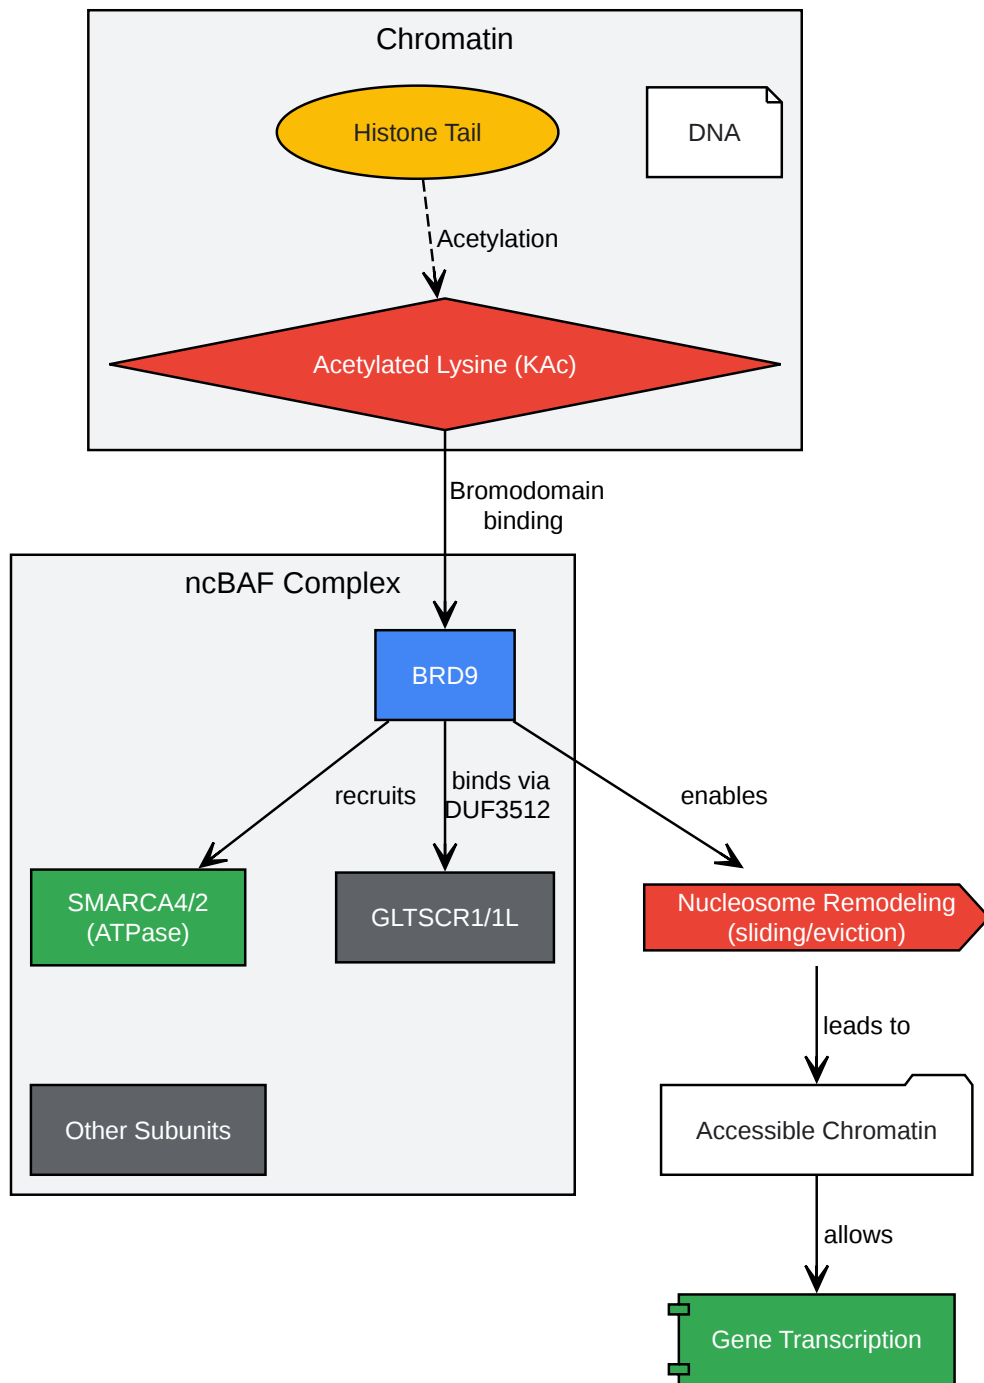 Chromatin
Histone Tail
DNA
Acetylation
Acetylated Lysine (KAc)
Bromodomain
binding
ncBAF Complex
BRD9
recruits
binds via
DUF3512
enables
SMARCA4/2
(ATPase)
GLTSCR1/1L
Nucleosome Remodeling
(sliding/eviction)
leads to
Other Subunits
Accessible Chromatin
allows
Gene Transcription